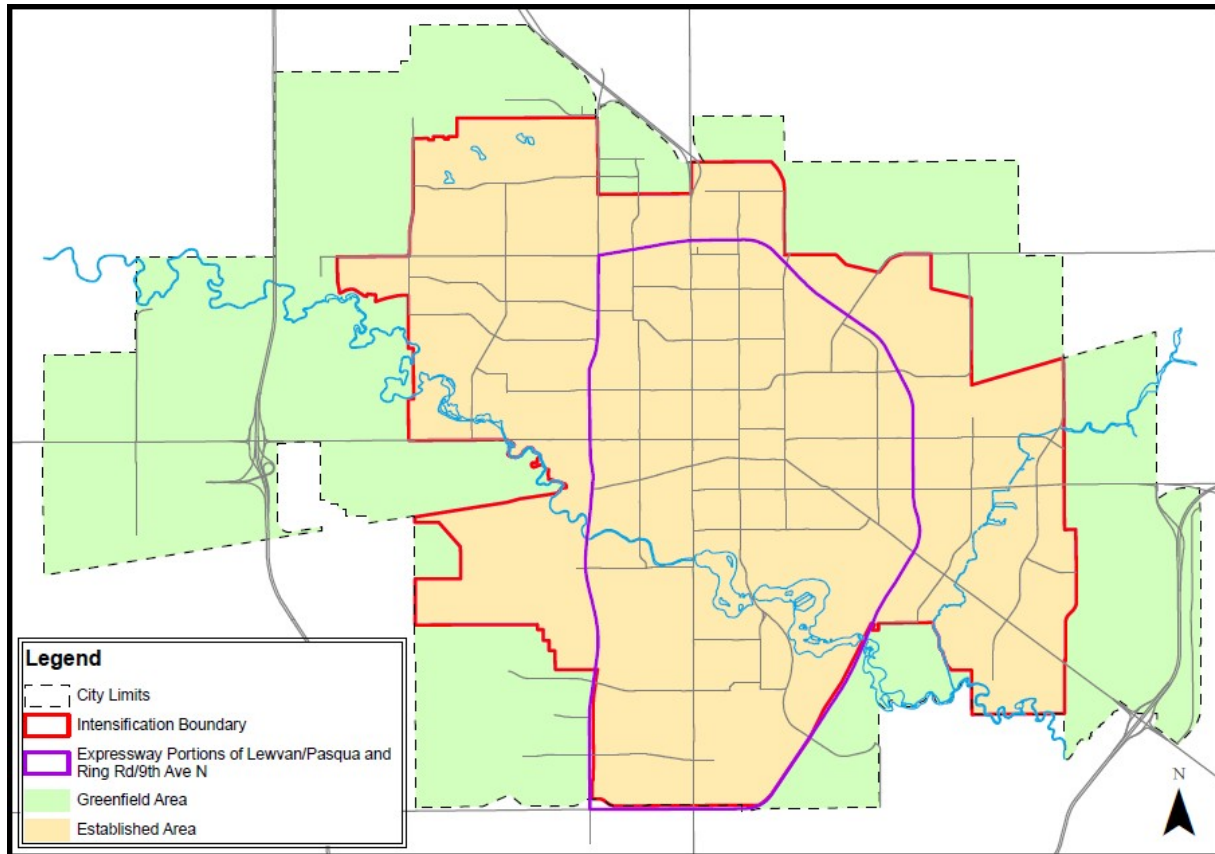 Legend
City Limits
Intensification Boundary
Expressway Portions of Lewvan/Pasqua and
Ring Rd/9th Ave N
Greenfield Area
Established Area
N